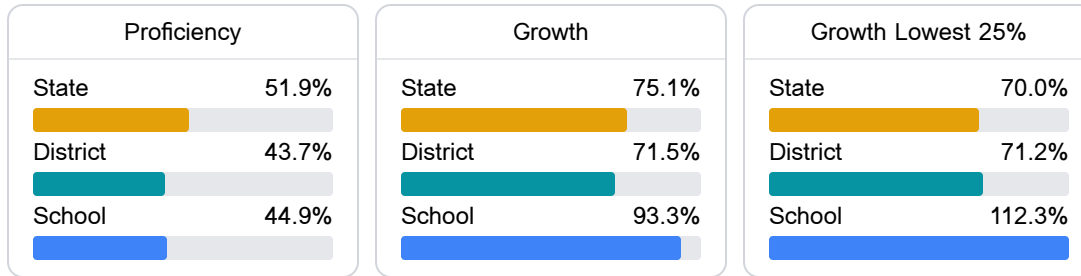 Proficiency
State 51.9%
District 43.7%
School 44.9%
Growth
State 75.1%
District 71.5%
School 93.3%
Growth Lowest 25%
State 70.0%
District 71.2%
School 112.3%